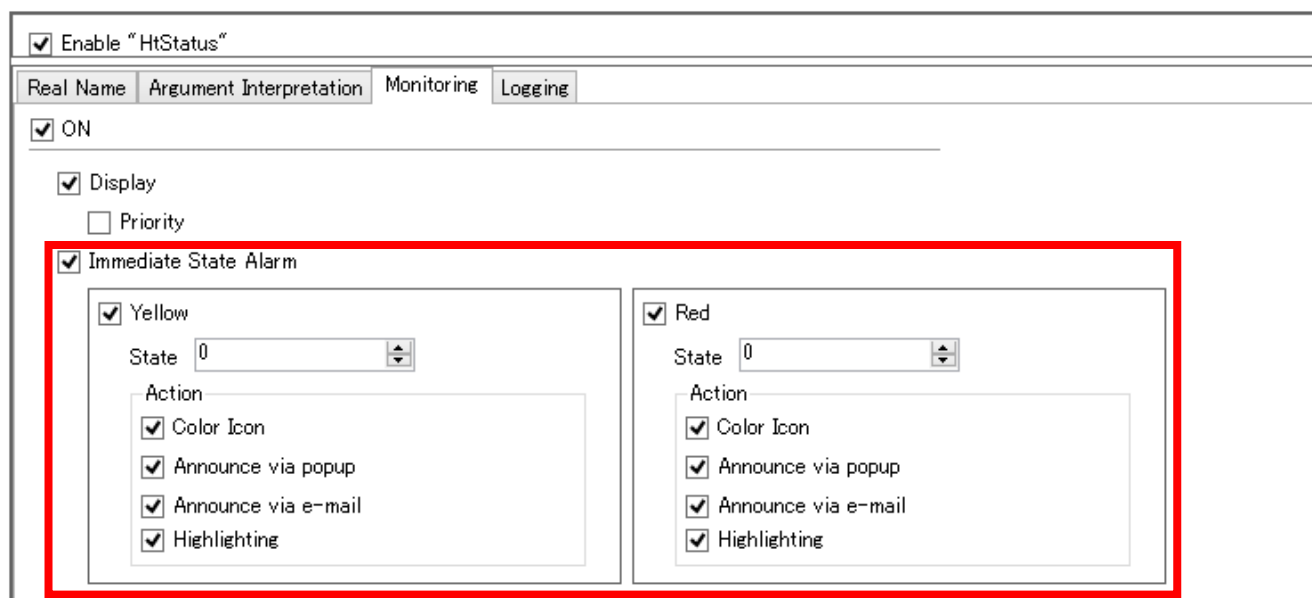 Enable "HtStatus"
Real Name Argument Interpretation Monitoring Logging
ON
Display
Priority
Immediate State Alarm
Yellow Red
State 0 State 0
Action Action
Color Icon Color Icon
Announce via popup Announce via popup
Announce via e-mail Announce via e-mail
Highlighting Highlighting